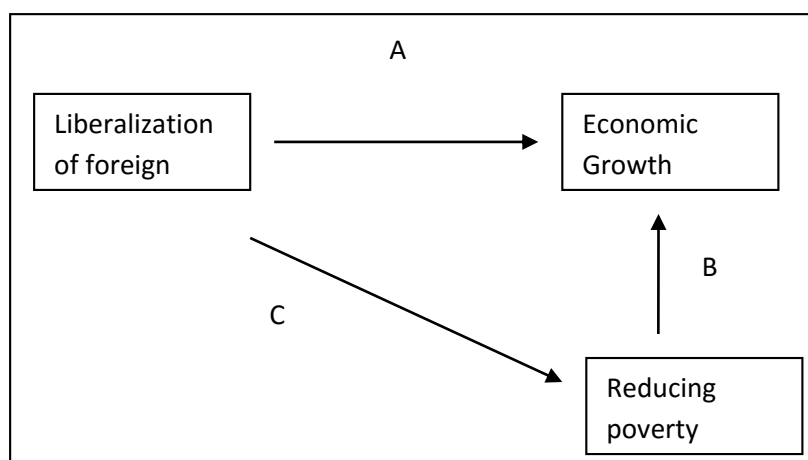 A
Liberalization
of foreign
Economic
Growth
B
C
Reducing
poverty